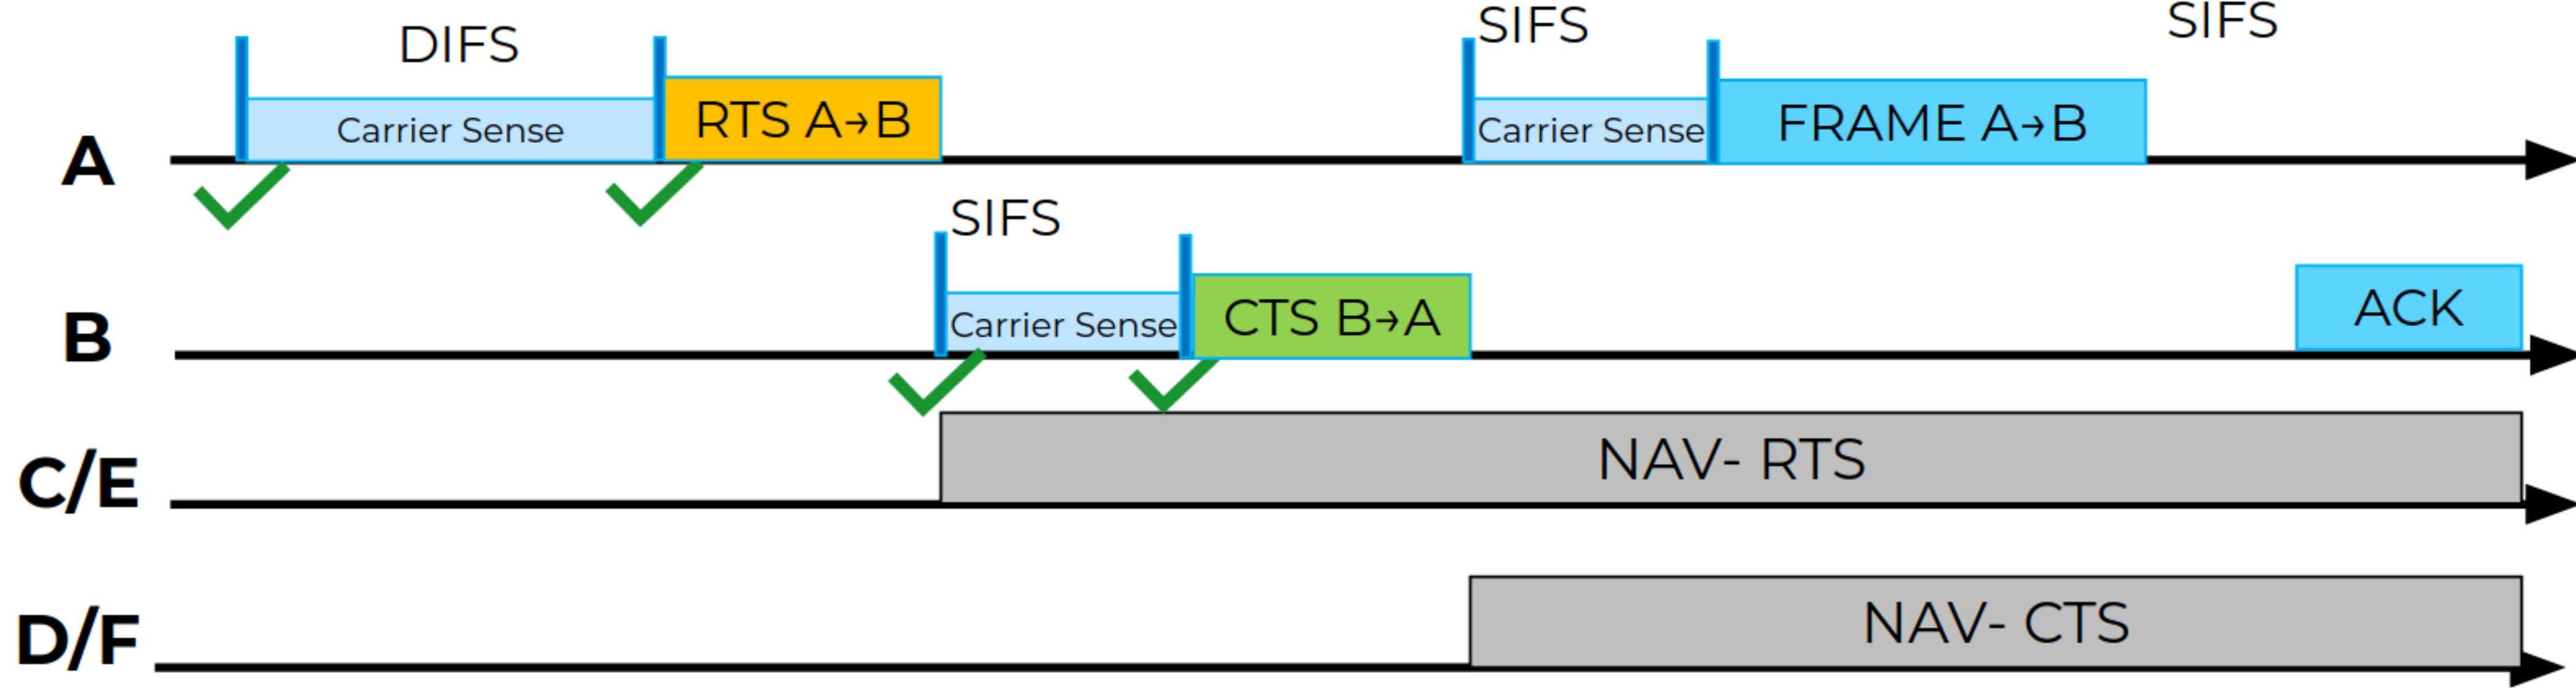 DIFS
SIFS
SIFS
Carrier Sense
RTS A→B
Carrier Sense
FRAME A→B
A
SIFS
Carrier Sense
CTS B→A
ACK
B
NAV- RTS
C/E
NAV- CTS
D/F